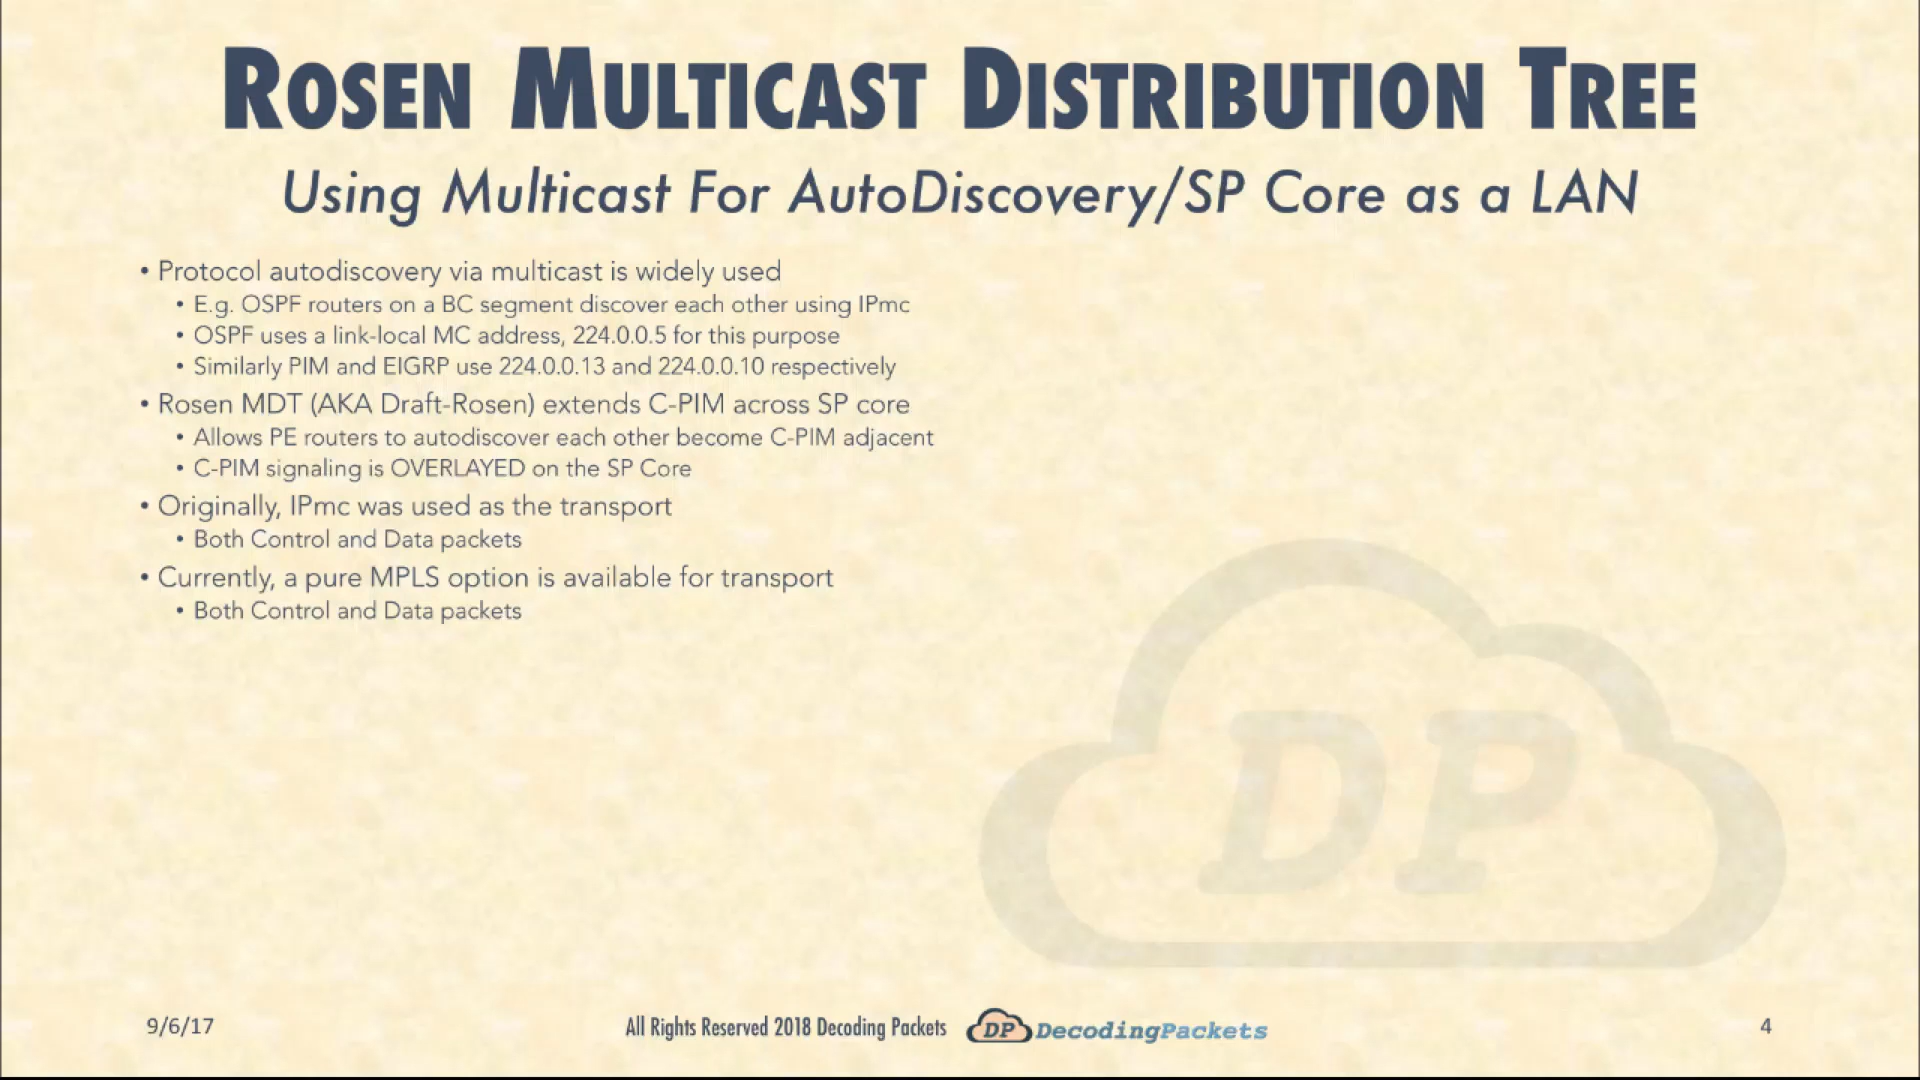 Rosen Multicast Distribution Tree
Using Multicast For AutoDiscovery/SP Core as a LAN
• Protocol autodiscovery via multicast is widely used
• E.g. OSPF routers on a BC segment discover each other using IPmc
• OSPF uses a link-local MC address, 224.0.0.5 for this purpose
• Similarly PIM and EIGRP use 224.0.0.13 and 224.0.0.10 respectively
• Rosen MDT (AKA Draft-Rosen) extends C-PIM across SP core
• Allows PE routers to autodiscover each other become C-PIM adjacent
• C-PIM signaling is OVERLAYED on the SP Core
• Originally, IPmc was used as the transport
• Both Control and Data packets
• Currently, a pure MPLS option is available for transport
• Both Control and Data packets
DP
9/6/17
All Rights Reserved 2018 Decoding Packets
DP DecodingPackets
4